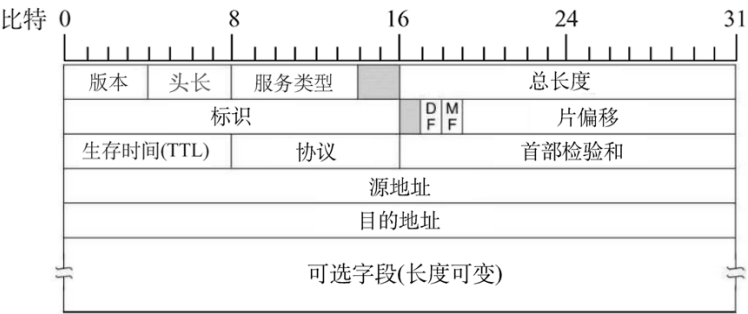 比特 0 8 16 24 31
版本 头长 服务类型 总长度
标识 DF MF 片偏移
生存时间(TTL) 协议 首部检验和
源地址
目的地址
可选字段(长度可变)